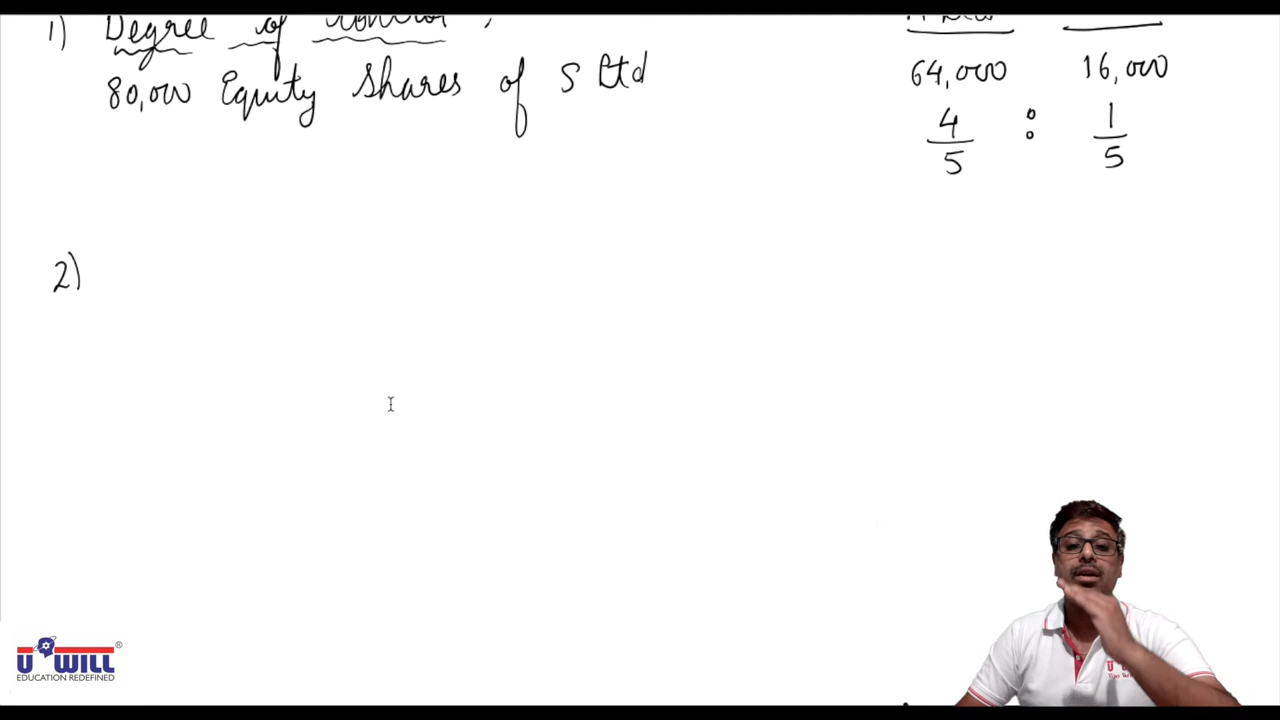 1) Degree of Control :
80,000 Equity Shares of S Ltd
64,000 16,000
4/5 : 1/5
2)
U WILL ®
EDUCATION REDEFINED